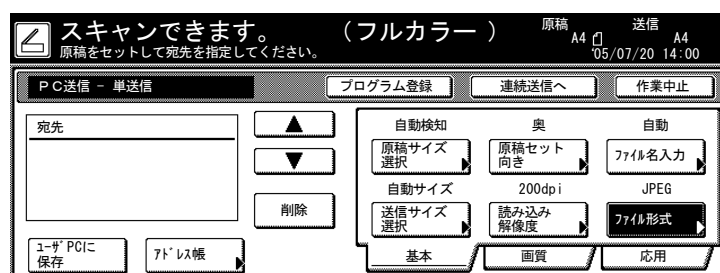 スキャンできます。 （フルカラー ） 原稿 A4 送信 A4
原稿をセットして宛先を指定してください。 '05/07/20 14:00
ＰＣ送信 - 単送信 プログラム登録 連続送信へ 作業中止
宛先
削除
ﾕｰｻﾞPCに
保存
ｱﾄﾞﾚｽ帳
自動検知 奥 自動
原稿サイズ
選択
原稿セット
向き
ﾌｧｲﾙ名入力
自動サイズ 200dpi JPEG
送信サイズ
選択
読み込み
解像度
ﾌｧｲﾙ形式
基本 画質 応用